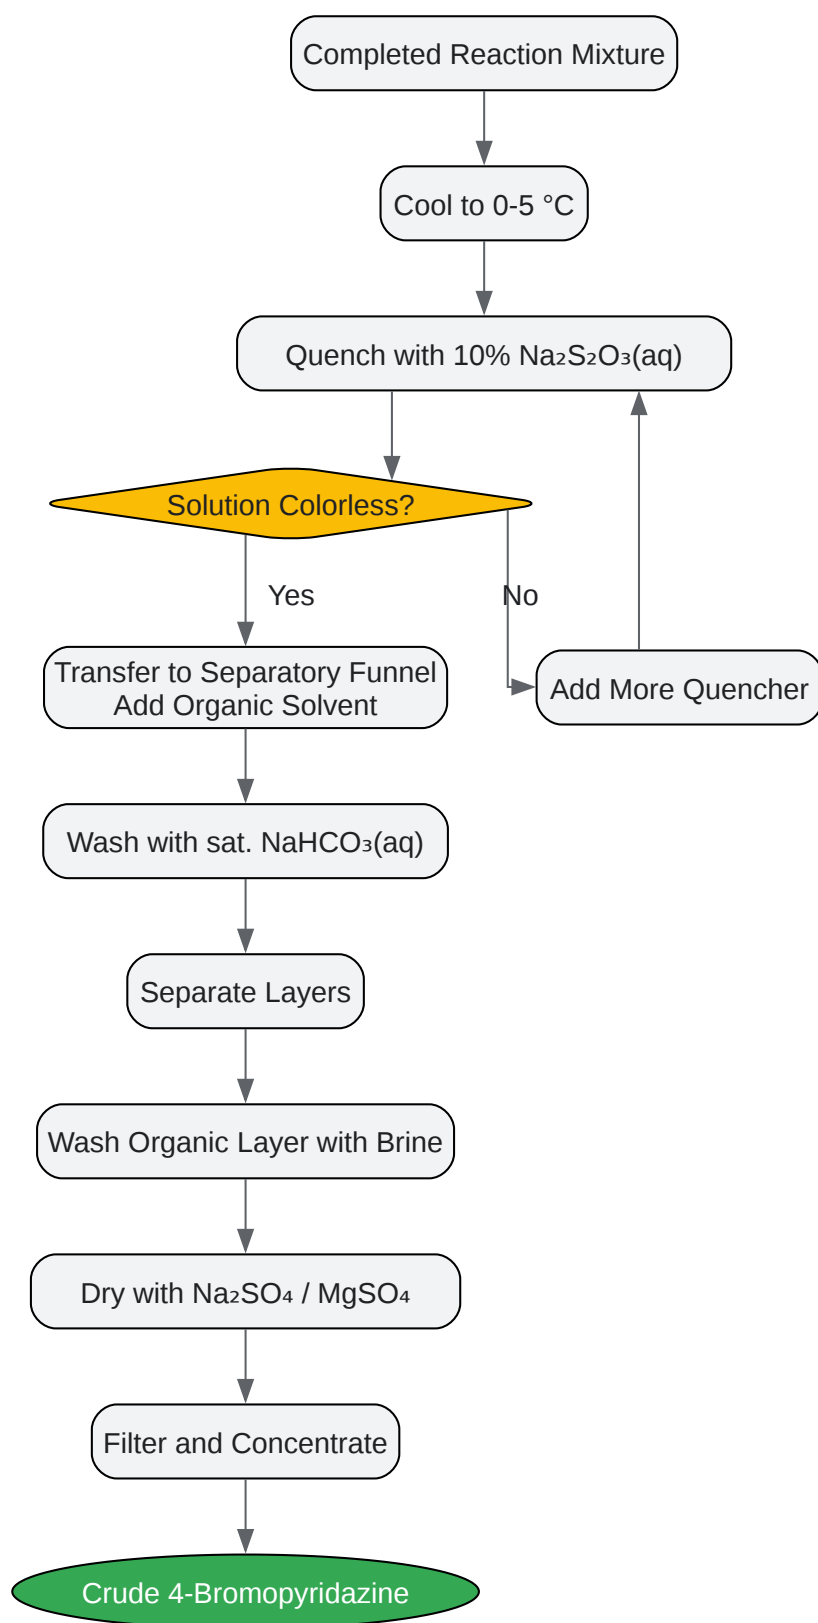 Completed Reaction Mixture
Cool to 0-5 °C
Quench with 10% Na₂S₂O₃(aq)
Solution Colorless?
Yes
No
Transfer to Separatory Funnel
Add Organic Solvent
Add More Quencher
Wash with sat. NaHCO₃(aq)
Separate Layers
Wash Organic Layer with Brine
Dry with Na₂SO₄ / MgSO₄
Filter and Concentrate
Crude 4-Bromopyridazine